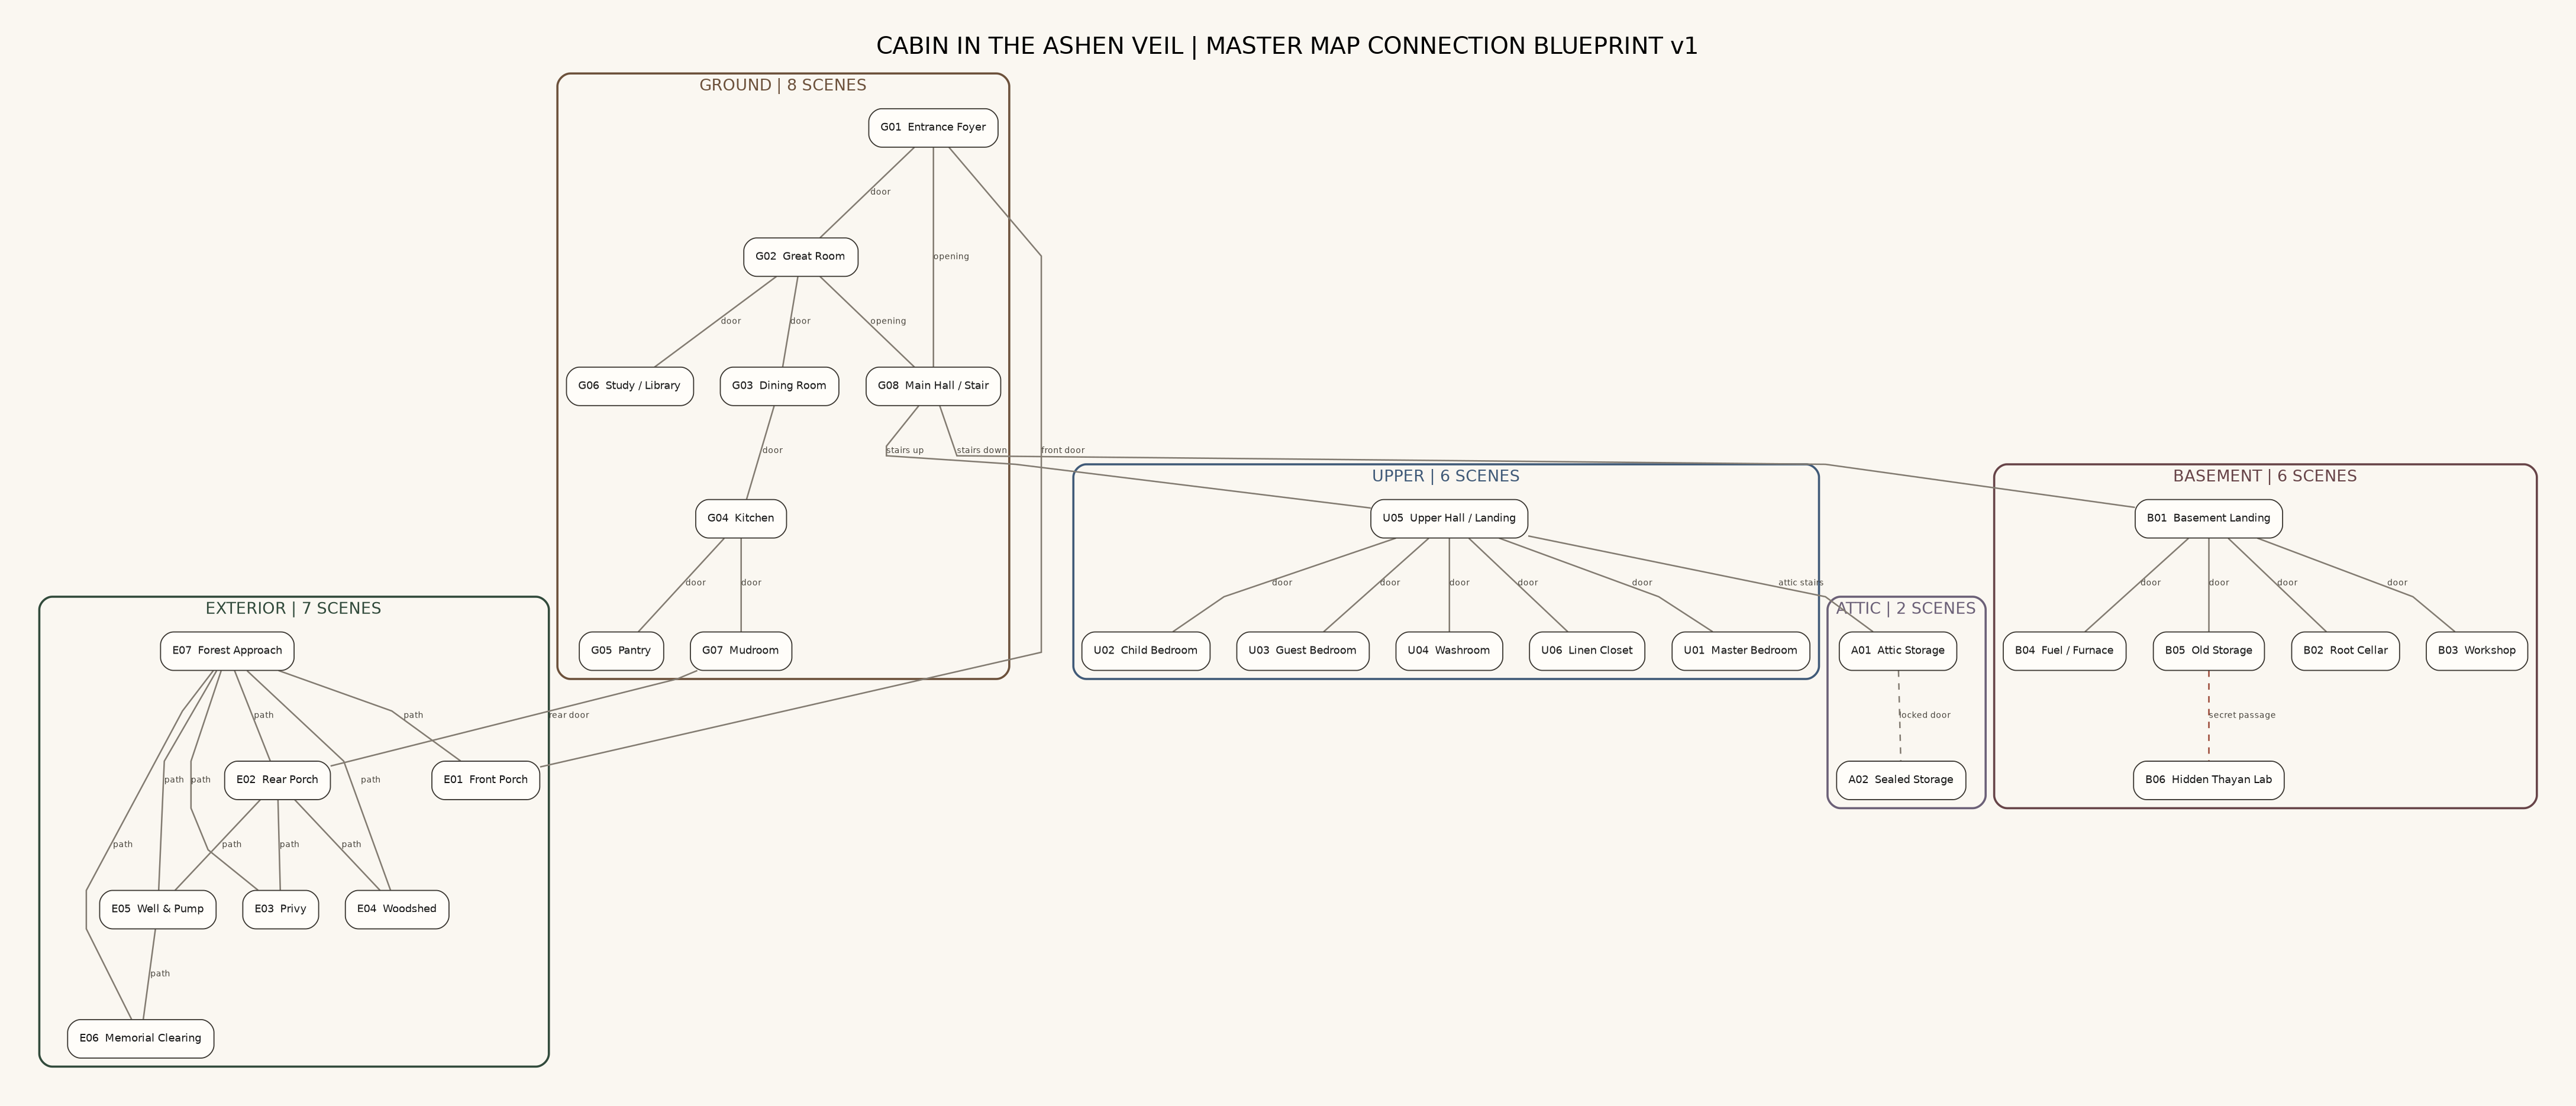 CABIN IN THE ASHEN VEIL | MASTER MAP CONNECTION BLUEPRINT v1
GROUND | 8 SCENES
G01 Entrance Foyer
door
G02 Great Room
opening
door
door
opening
G06 Study / Library
G03 Dining Room
G08 Main Hall / Stair
door
stairs up
stairs down
front door
G04 Kitchen
door
door
G05 Pantry
G07 Mudroom
rear door
UPPER | 6 SCENES
U05 Upper Hall / Landing
door
door
door
door
door
attic stairs
U02 Child Bedroom
U03 Guest Bedroom
U04 Washroom
U06 Linen Closet
U01 Master Bedroom
ATTIC | 2 SCENES
A01 Attic Storage
locked door
A02 Sealed Storage
BASEMENT | 6 SCENES
B01 Basement Landing
door
door
door
door
B04 Fuel / Furnace
B05 Old Storage
B02 Root Cellar
B03 Workshop
secret passage
B06 Hidden Thayan Lab
EXTERIOR | 7 SCENES
E07 Forest Approach
path
path
path
path
path
E02 Rear Porch
E01 Front Porch
path
path
path
path
E05 Well & Pump
E03 Privy
E04 Woodshed
path
E06 Memorial Clearing